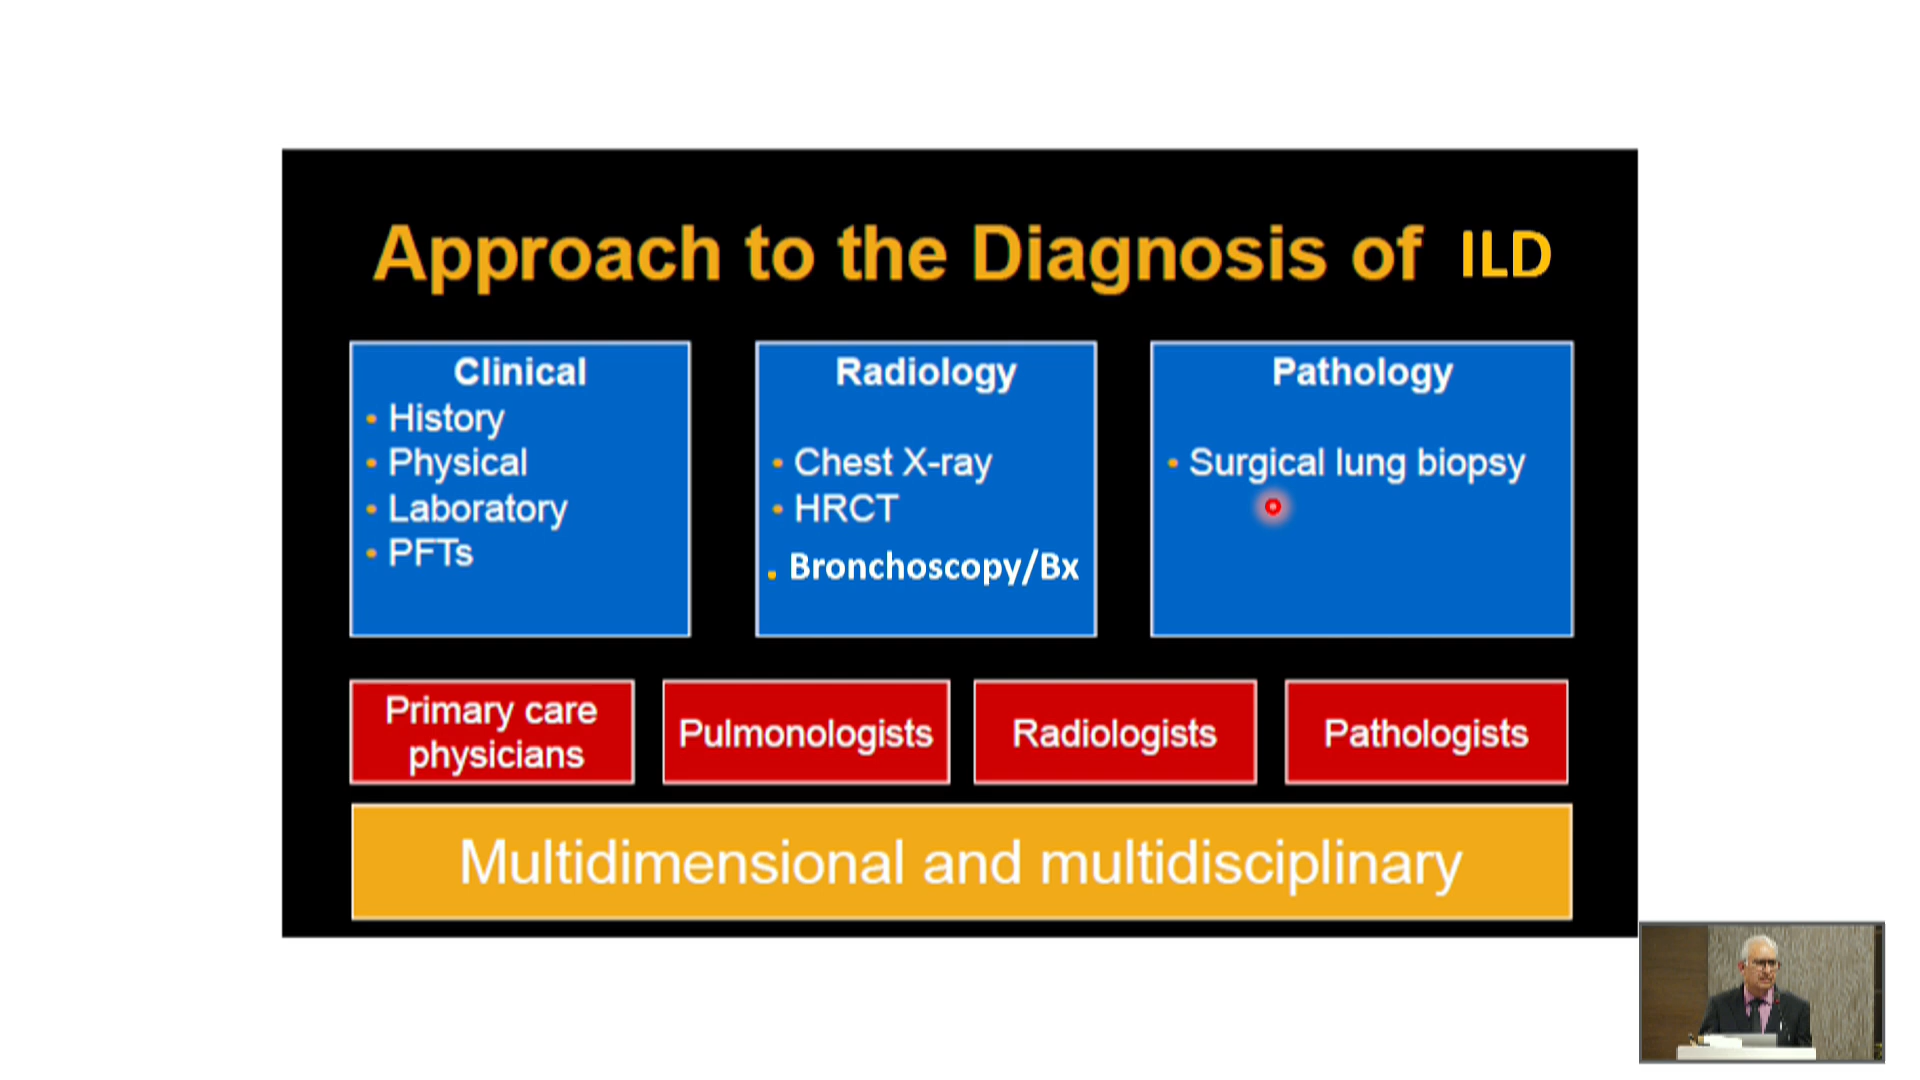 Approach to the Diagnosis of ILD
Clinical
• History
• Physical
• Laboratory
• PFTs
Radiology
• Chest X-ray
• HRCT
. Bronchoscopy/Bx
Pathology
• Surgical lung biopsy
Primary care
physicians
Pulmonologists
Radiologists
Pathologists
Multidimensional and multidisciplinary